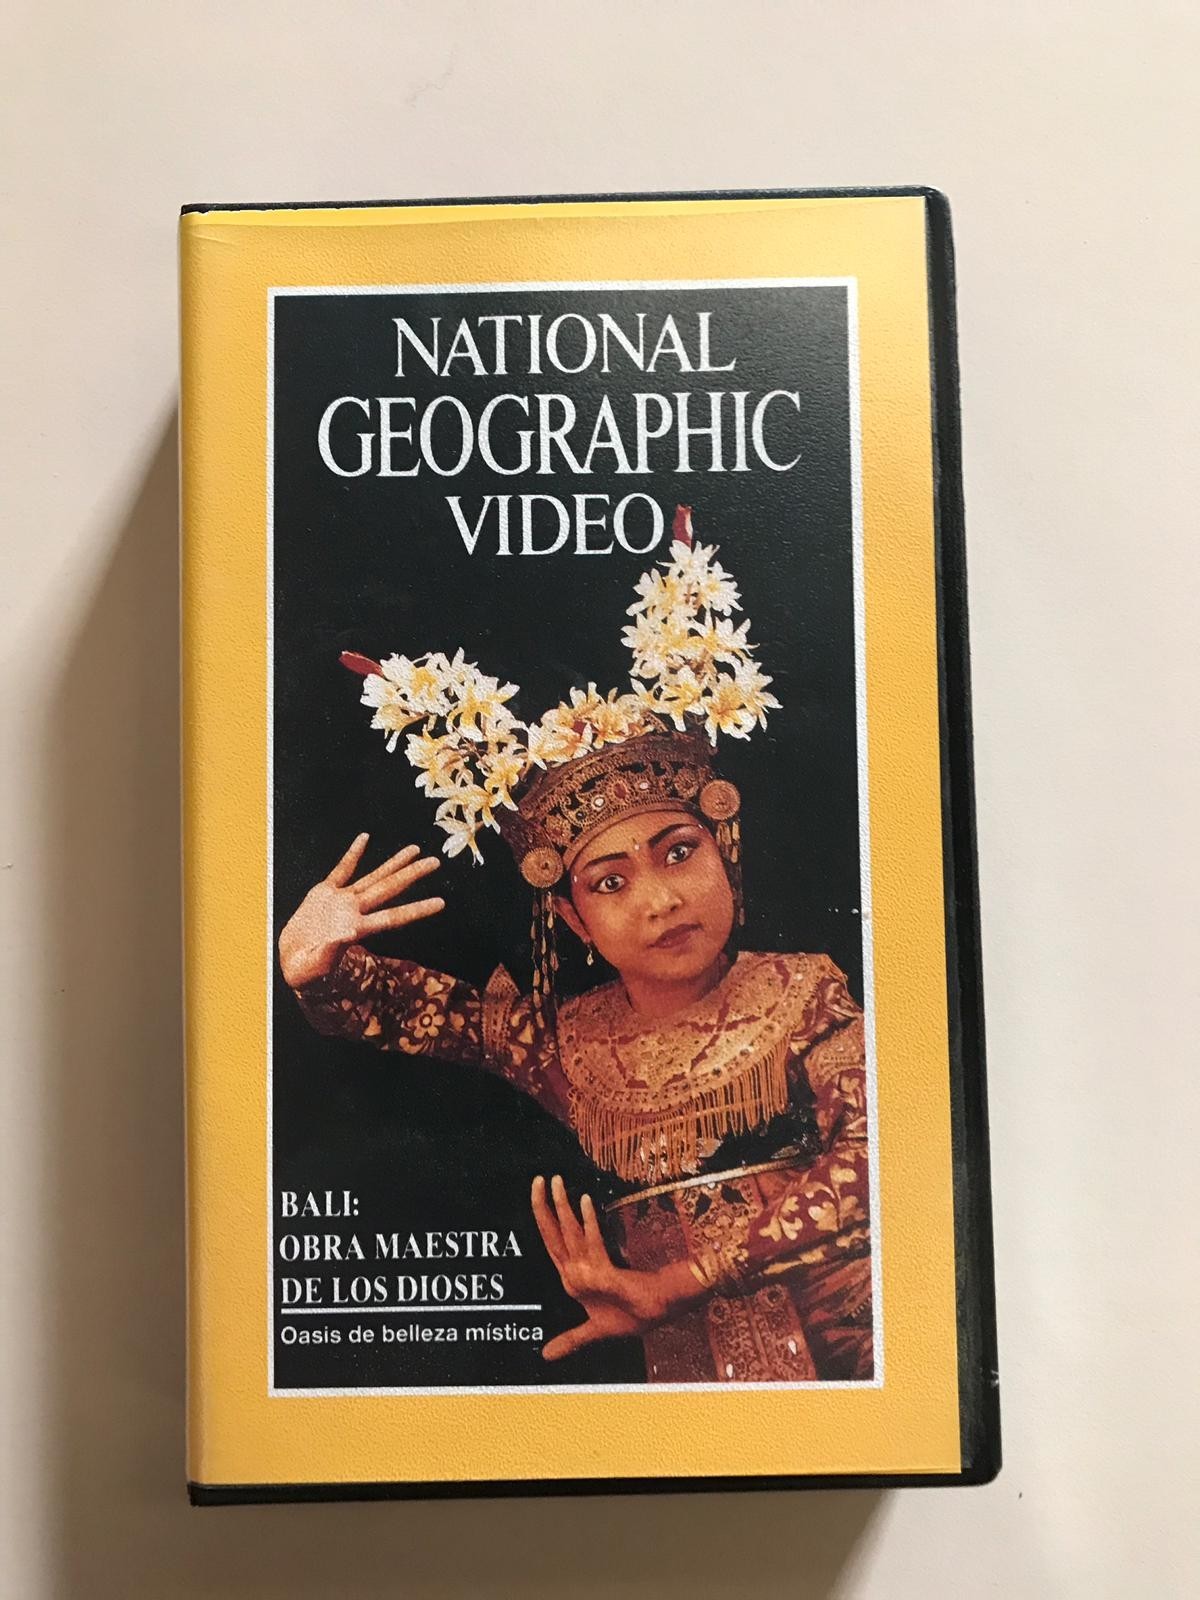 NATIONAL
GEOGRAPHIC
VIDEO
BALI:
OBRA MAESTRA
DE LOS DIOSES
Oasis de belleza mística